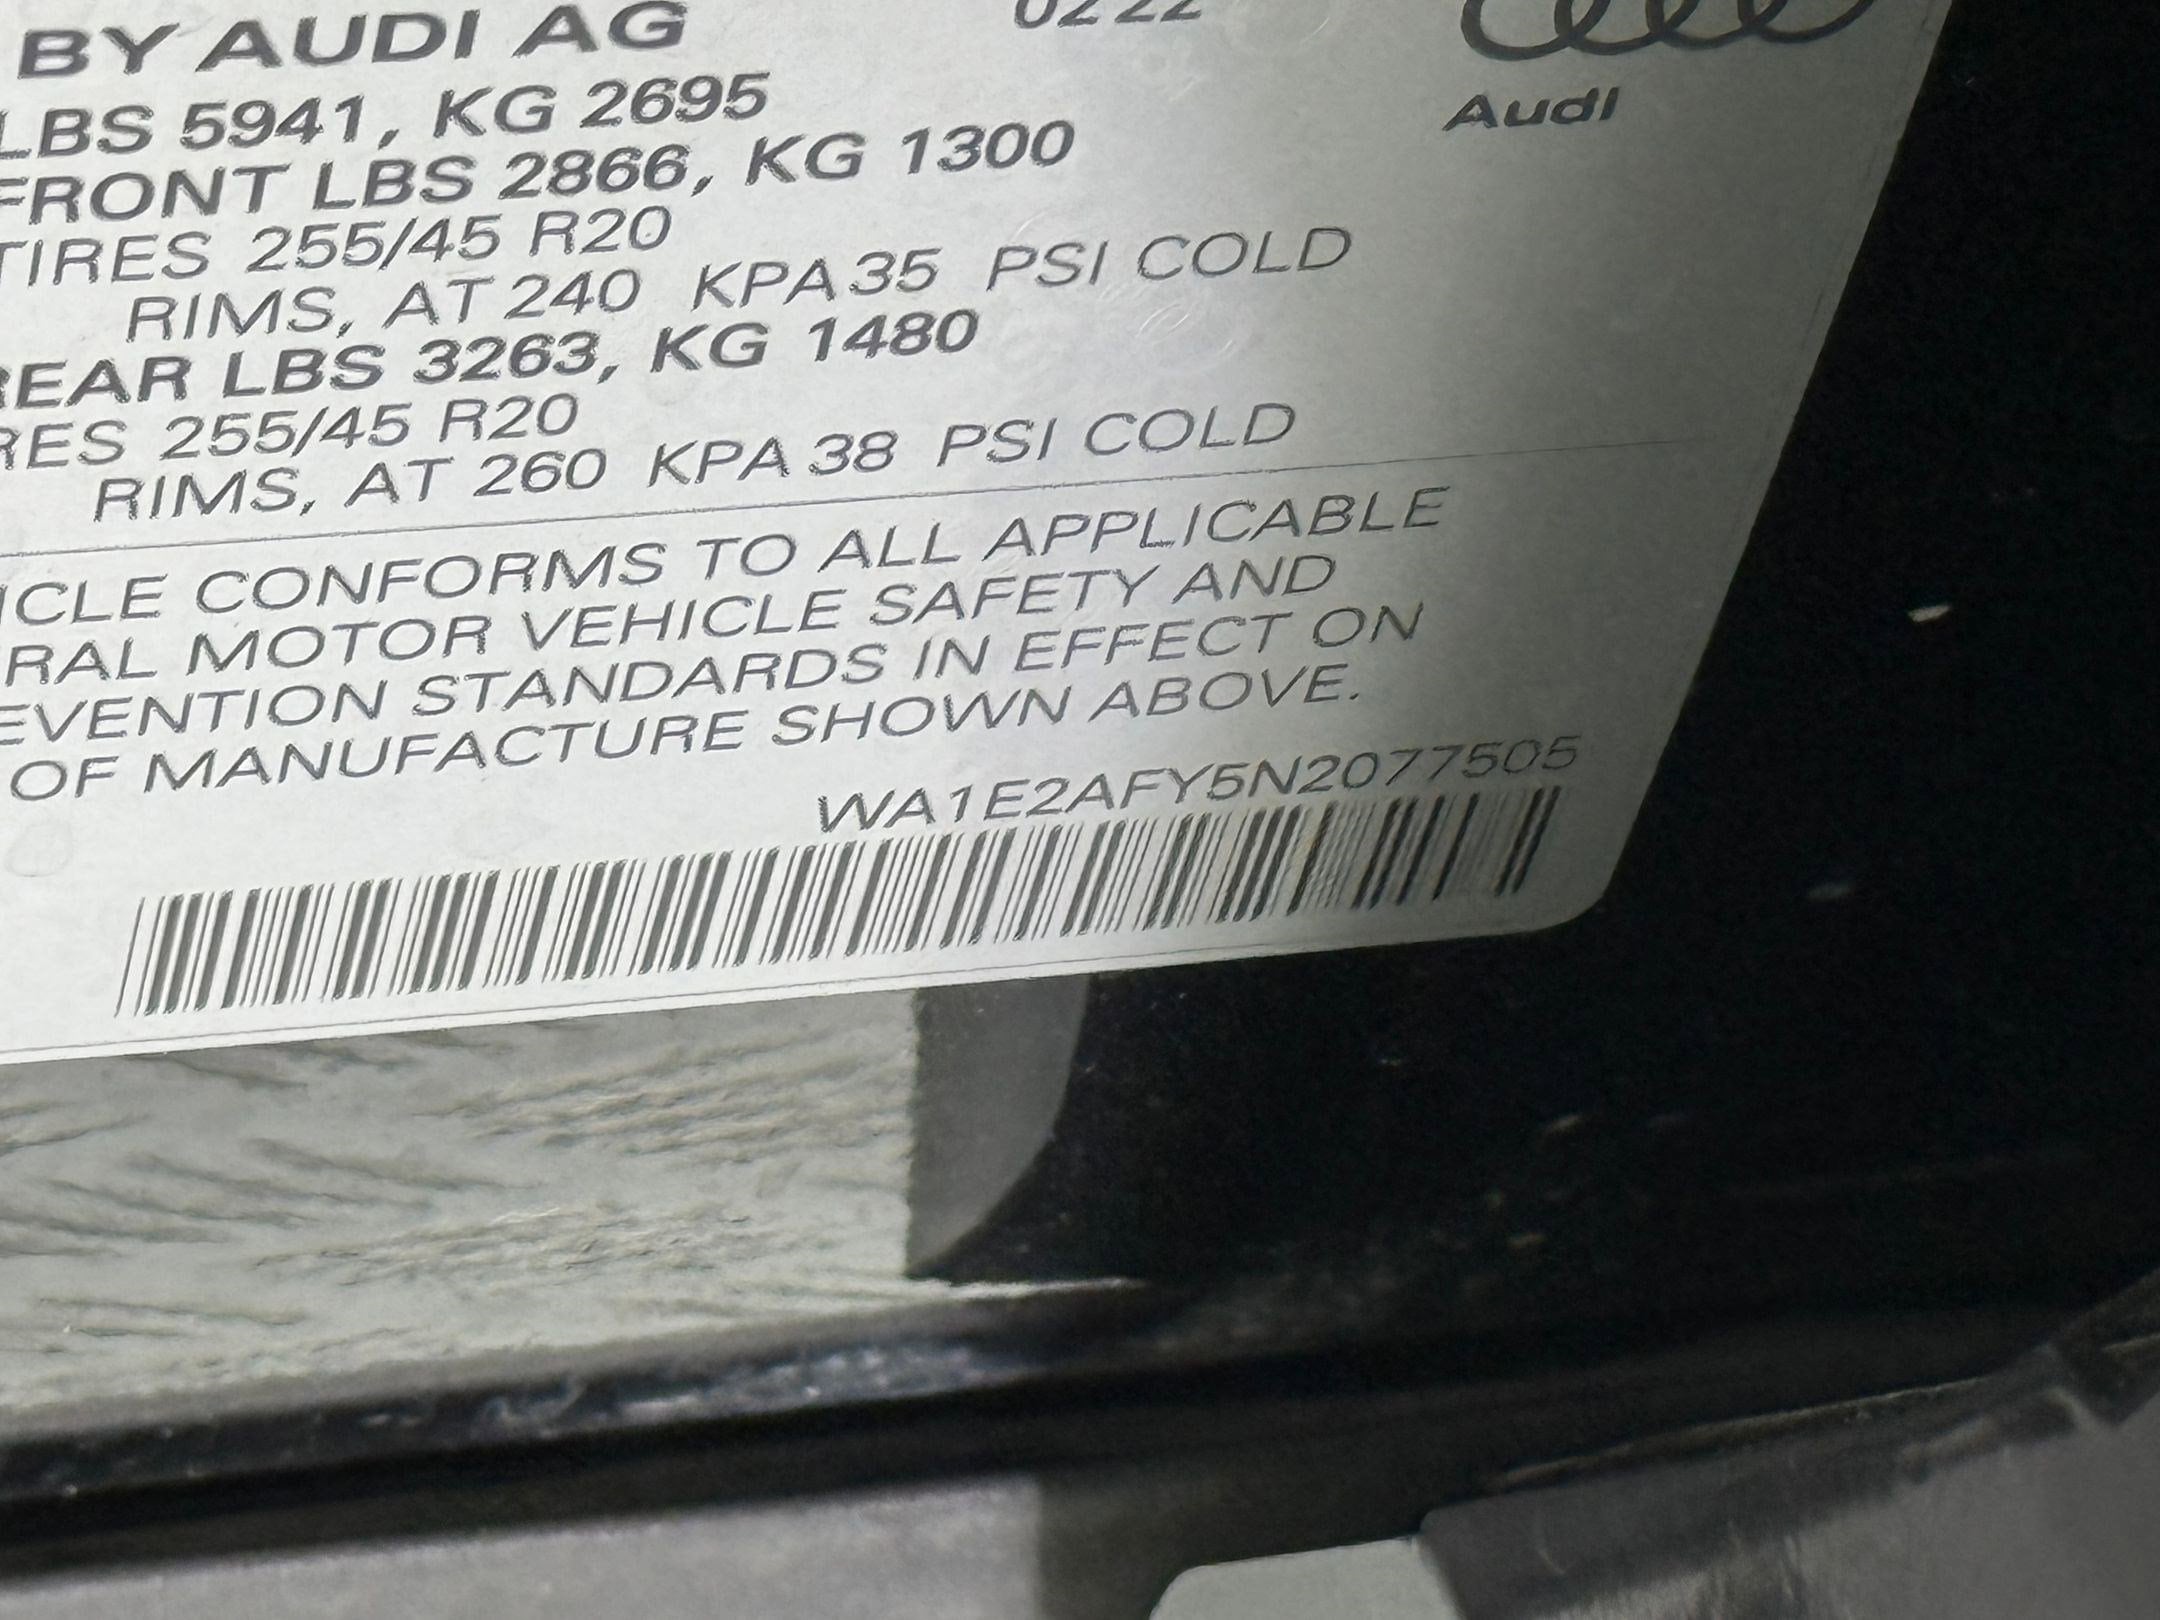 BY AUDI AG 02 22
LBS 5941, KG 2695
Audi
FRONT LBS 2866, KG 1300
TIRES 255/45 R20
RIMS, AT 240 KPA 35 PSI COLD
REAR LBS 3263, KG 1480
RES 255/45 R20
RIMS, AT 260 KPA 38 PSI COLD
ICLE CONFORMS TO ALL APPLICABLE
RAL MOTOR VEHICLE SAFETY AND
EVENTION STANDARDS IN EFFECT ON
OF MANUFACTURE SHOWN ABOVE.
WA1E2AFY5N2077505